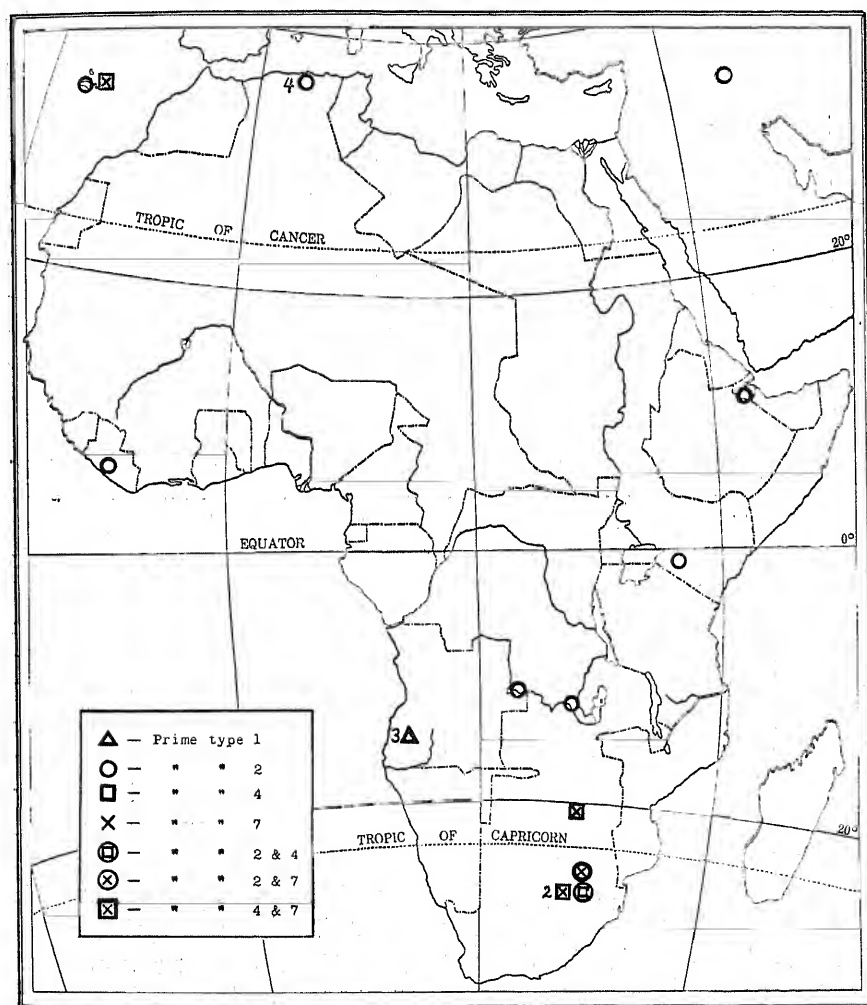 4
TROPIC OF CANCER
20°
EQUATOR
0°
3
△ — Prime type 1
○ — " " 2
□ — " " 4
× — " " 7
— " " 2 & 4
— " " 2 & 7
— " " 4 & 7
20°
TROPIC OF CAPRICORN
2